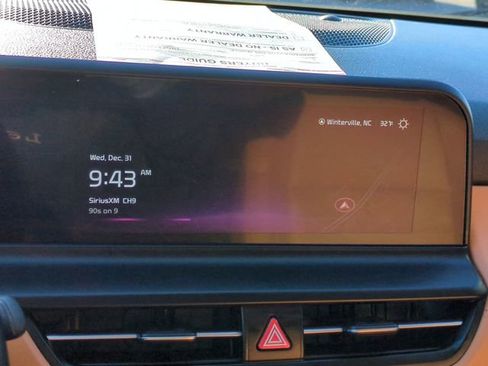 BUYERS GUIDE
AS IS - NO DEALER WARRANTY
DEALER WARRANTY
Winterville, NC 32°F
Wed, Dec. 31
9:43 AM
SiriusXM CH9
90s on 9